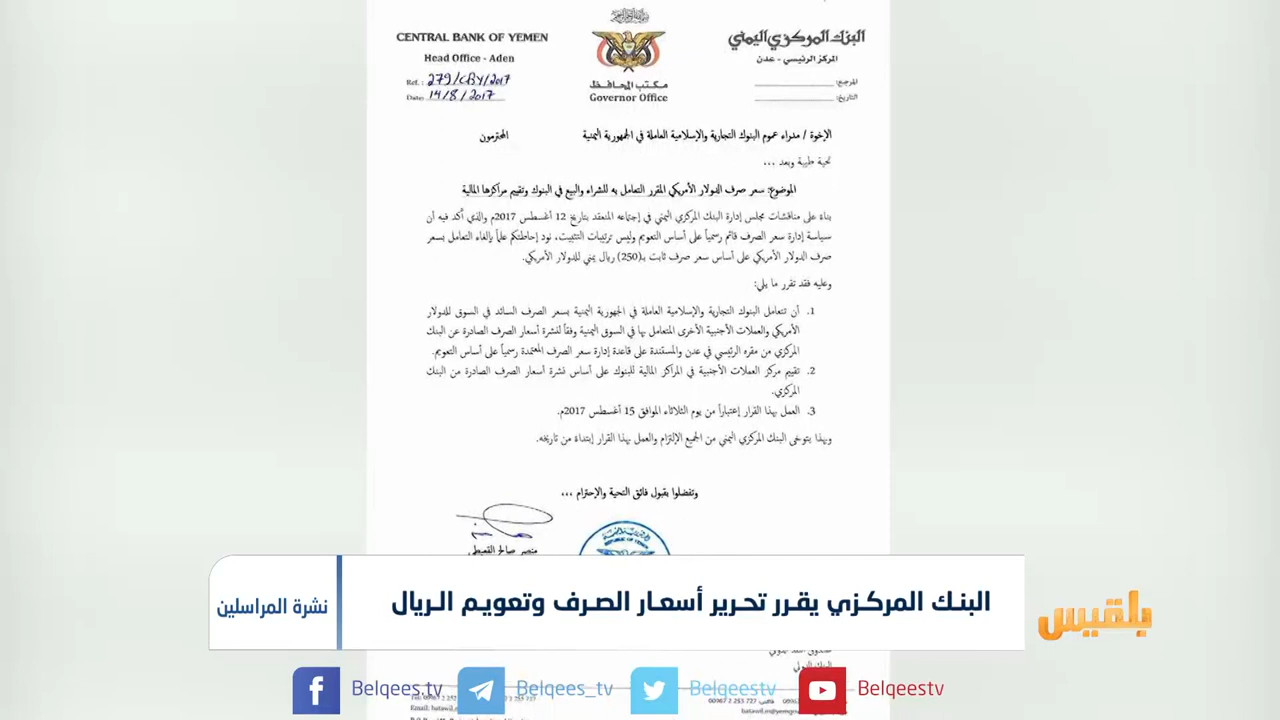 CENTRAL BANK OF YEMEN
Head Office - Aden
Ref. : 279/CBY/2017
Date: 14/8/2017
مكتب المحافظ
Governor Office
البنك المركزي اليمني
المركز الرئيسي - عدن
المرجع:
التاريخ:
الإخوة / مدراء عموم البنوك التجارية والإسلامية العاملة في الجمهورية اليمنية المحترمون
تحية طيبة وبعد ...
الموضوع: سعر صرف الدولار الأمريكي المقرر التعامل به للشراء والبيع في البنوك وتقييم مراكزها المالية
بناءً على مناقشات مجلس إدارة البنك المركزي اليمني في إجتماعه المنعقد بتاريخ 12 أغسطس 2017م والذي أكد فيه أن
سياسة إدارة سعر الصرف قائم رسمياً على أساس التعويم وليس ترتيبات التثبيت، نود إحاطتكم علماً بإلغاء التعامل بسعر
صرف الدولار الأمريكي على أساس سعر صرف ثابت بـ(250) ريال يمني للدولار الأمريكي.
وعليه فقد تقرر ما يلي:
1. أن تتعامل البنوك التجارية والإسلامية العاملة في الجمهورية اليمنية بسعر الصرف السائد في السوق للدولار
الأمريكي والعملات الأجنبية الأخرى المتعامل بها في السوق اليمنية وفقاً لنشرة أسعار الصرف الصادرة عن البنك
المركزي من مقره الرئيسي في عدن والمستندة على قاعدة إدارة سعر الصرف المعتمدة رسمياً على أساس التعويم.
2. تقييم مركز العملات الأجنبية في المراكز المالية للبنوك على أساس نشرة أسعار الصرف الصادرة من البنك
المركزي.
3. العمل بهذا القرار إعتباراً من يوم الثلاثاء الموافق 15 أغسطس 2017م.
وبهذا يتوخى البنك المركزي اليمني من الجميع الإلتزام والعمل بهذا القرار إبتداءً من تاريخه.
وتفضلوا بقبول فائق التحية والإحترام ،،،
منصر صالح القعيطي
REPUBLIC OF YEMEN
البنك المركزي يقرر تحرير أسعار الصرف وتعويم الريال
نشرة المراسلين
بلقيس
Belqees.tv
Belqees_tv
Belqeestv
Belqeestv